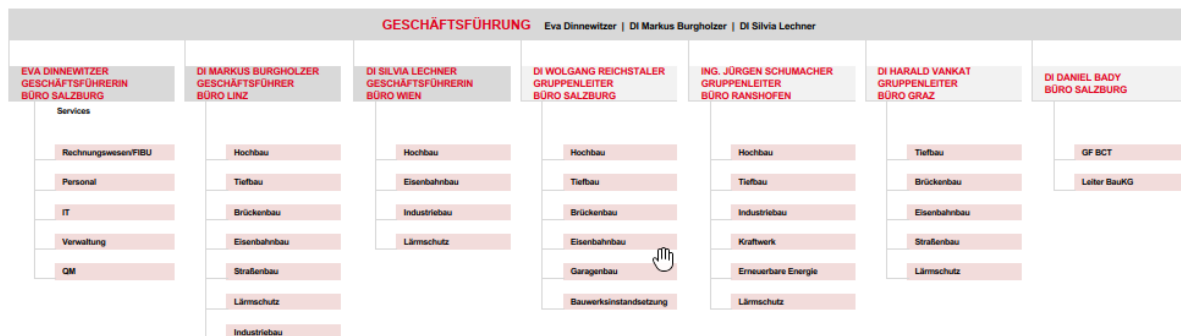 GESCHÄFTSFÜHRUNG Eva Dinnewitzer | DI Markus Burgholzer | DI Silvia Lechner
EVA DINNEWITZER
GESCHÄFTSFÜHRERIN
BÜRO SALZBURG
Services
Rechnungswesen/FIBU
Personal
IT
Verwaltung
QM
DI MARKUS BURGHOLZER
GESCHÄFTSFÜHRER
BÜRO LINZ
Hochbau
Tiefbau
Brückenbau
Eisenbahnbau
Straßenbau
Lärmschutz
Industriebau
DI SILVIA LECHNER
GESCHÄFTSFÜHRERIN
BÜRO WIEN
Hochbau
Eisenbahnbau
Industriebau
Lärmschutz
DI WOLGANG REICHSTALER
GRUPPENLEITER
BÜRO SALZBURG
Hochbau
Tiefbau
Brückenbau
Eisenbahnbau
Garagenbau
Bauwerksinstandsetzung
ING. JÜRGEN SCHUMACHER
GRUPPENLEITER
BÜRO RANSHOFEN
Hochbau
Tiefbau
Industriebau
Kraftwerk
Erneuerbare Energie
Lärmschutz
DI HARALD VANKAT
GRUPPENLEITER
BÜRO GRAZ
Tiefbau
Brückenbau
Eisenbahnbau
Straßenbau
Lärmschutz
DI DANIEL BADY
BÜRO SALZBURG
GF BCT
Leiter BauKG